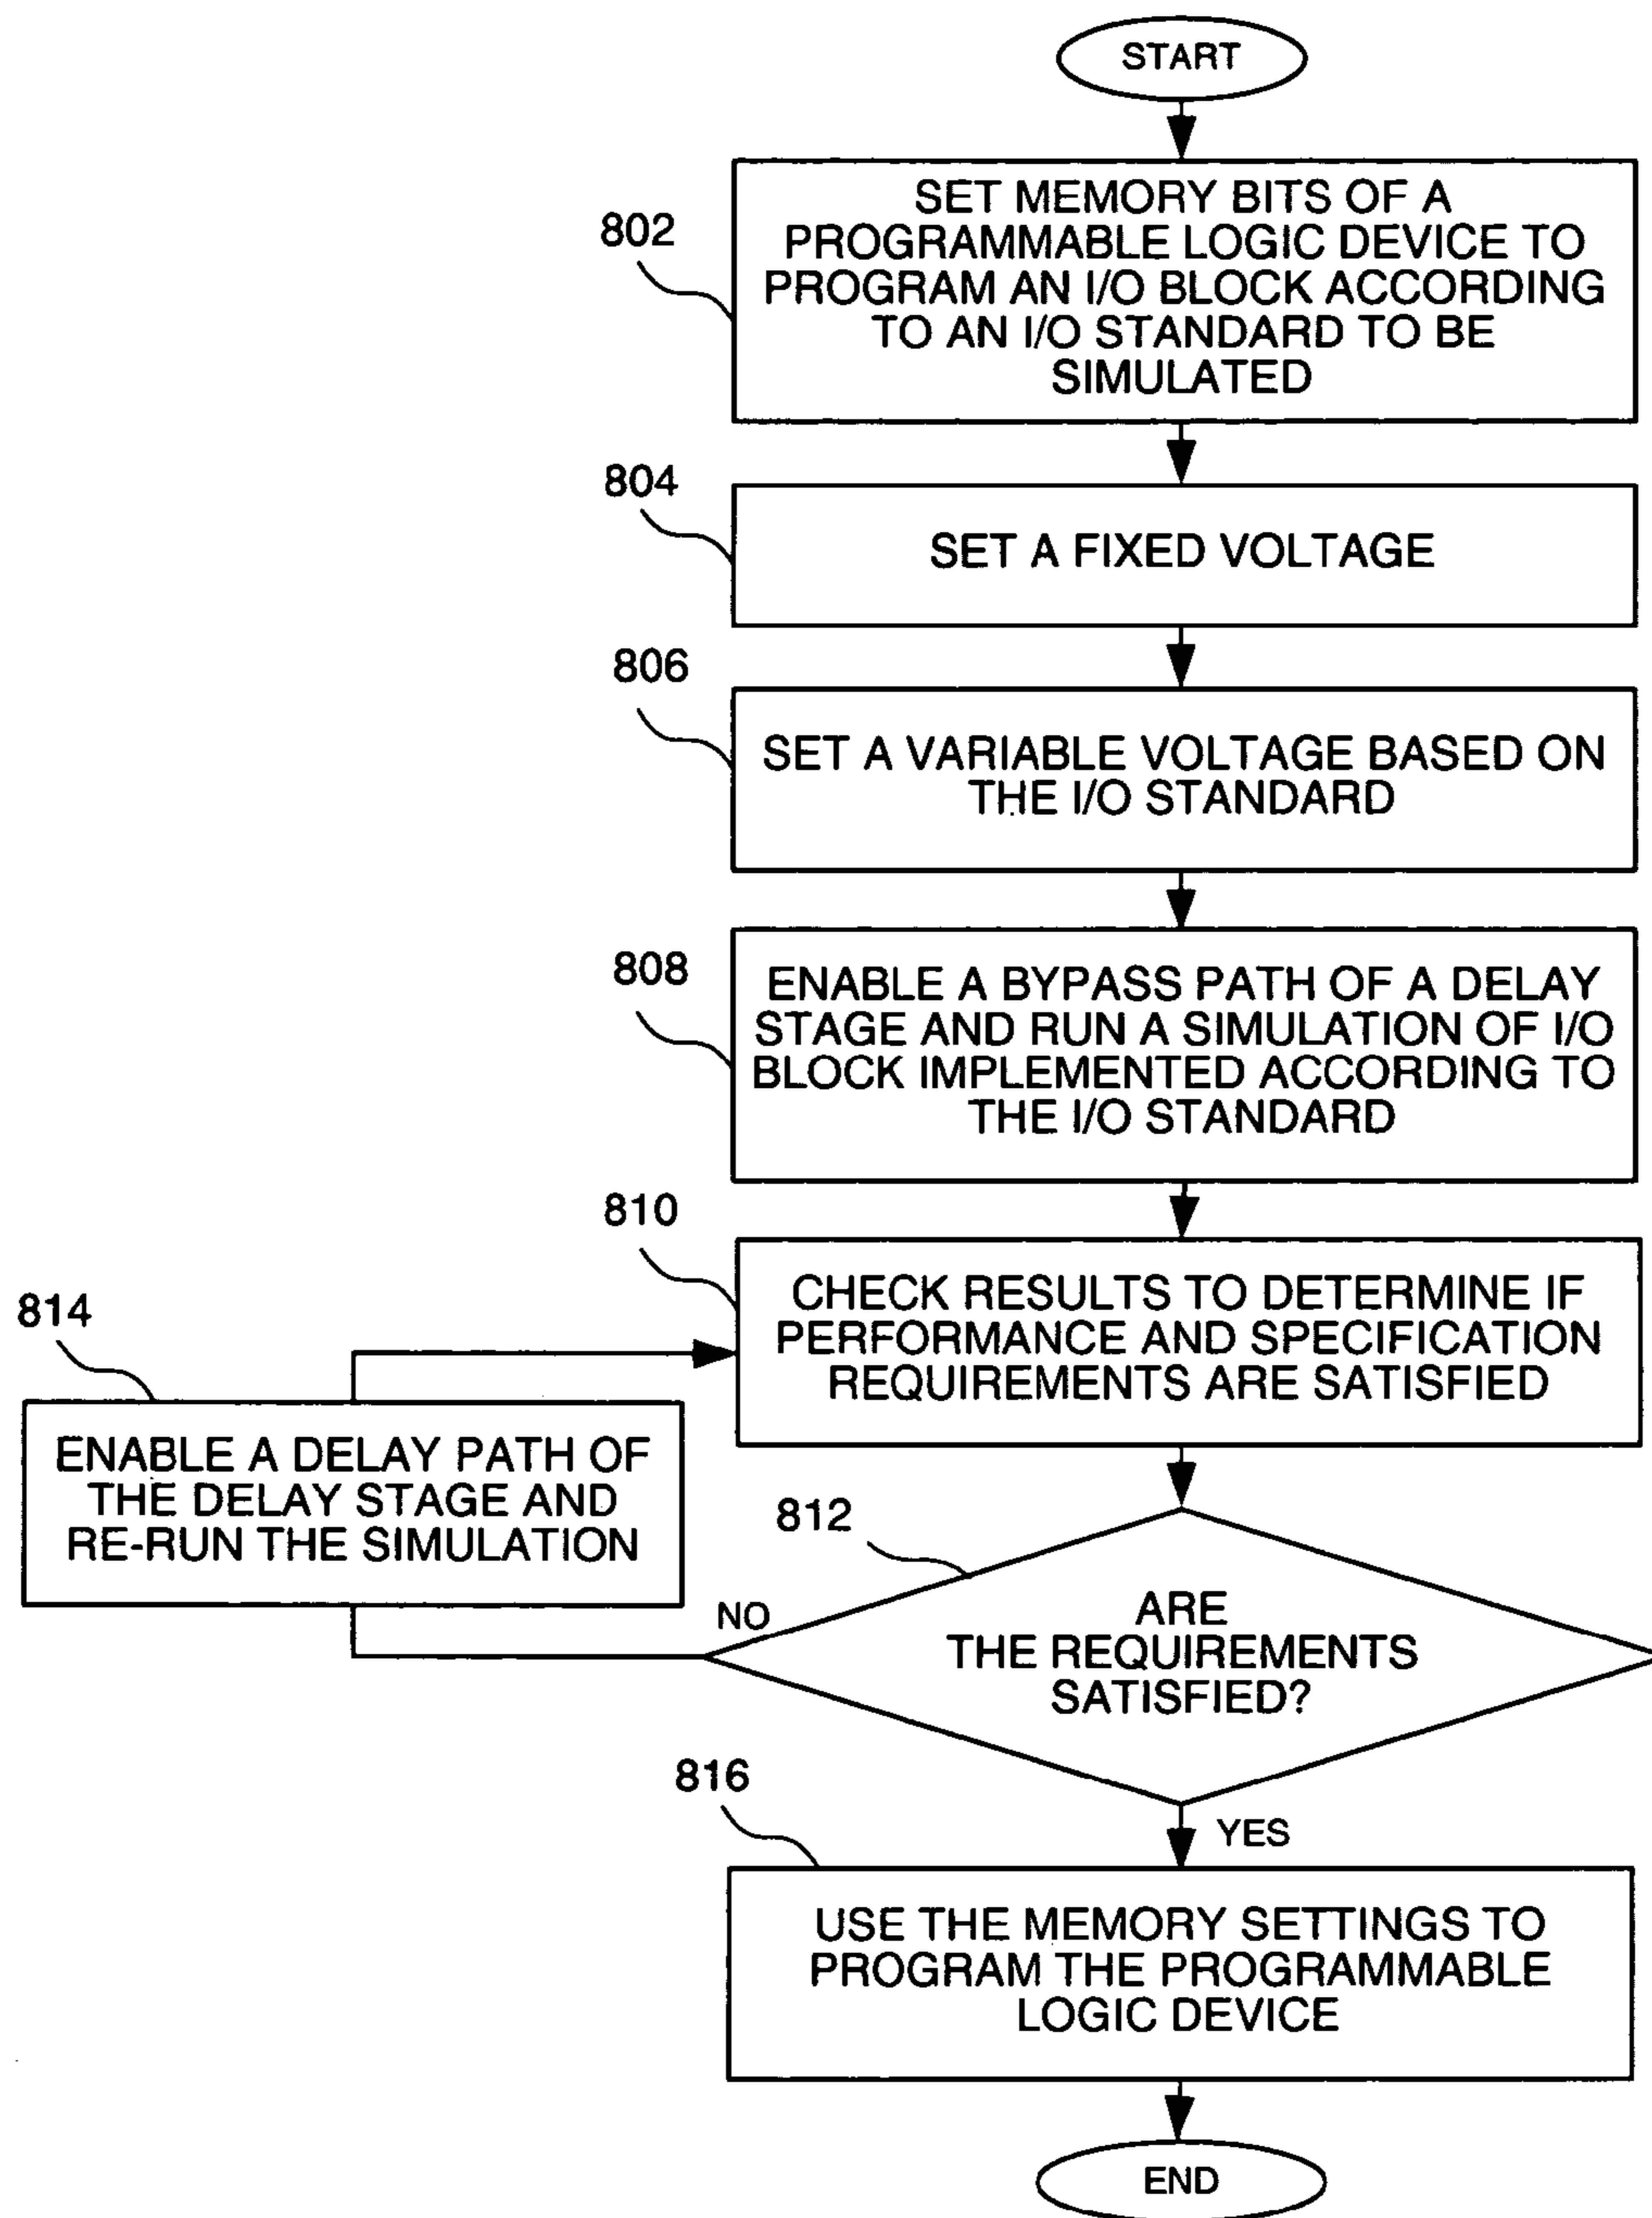 START
802
SET MEMORY BITS OF A
PROGRAMMABLE LOGIC DEVICE TO
PROGRAM AN I/O BLOCK ACCORDING
TO AN I/O STANDARD TO BE
SIMULATED
804
SET A FIXED VOLTAGE
806
SET A VARIABLE VOLTAGE BASED ON
THE I/O STANDARD
808
ENABLE A BYPASS PATH OF A DELAY
STAGE AND RUN A SIMULATION OF I/O
BLOCK IMPLEMENTED ACCORDING TO
THE I/O STANDARD
810
CHECK RESULTS TO DETERMINE IF
PERFORMANCE AND SPECIFICATION
REQUIREMENTS ARE SATISFIED
814
ENABLE A DELAY PATH OF
THE DELAY STAGE AND
RE-RUN THE SIMULATION
812
NO
ARE
THE REQUIREMENTS
SATISFIED?
816
YES
USE THE MEMORY SETTINGS TO
PROGRAM THE PROGRAMMABLE
LOGIC DEVICE
END